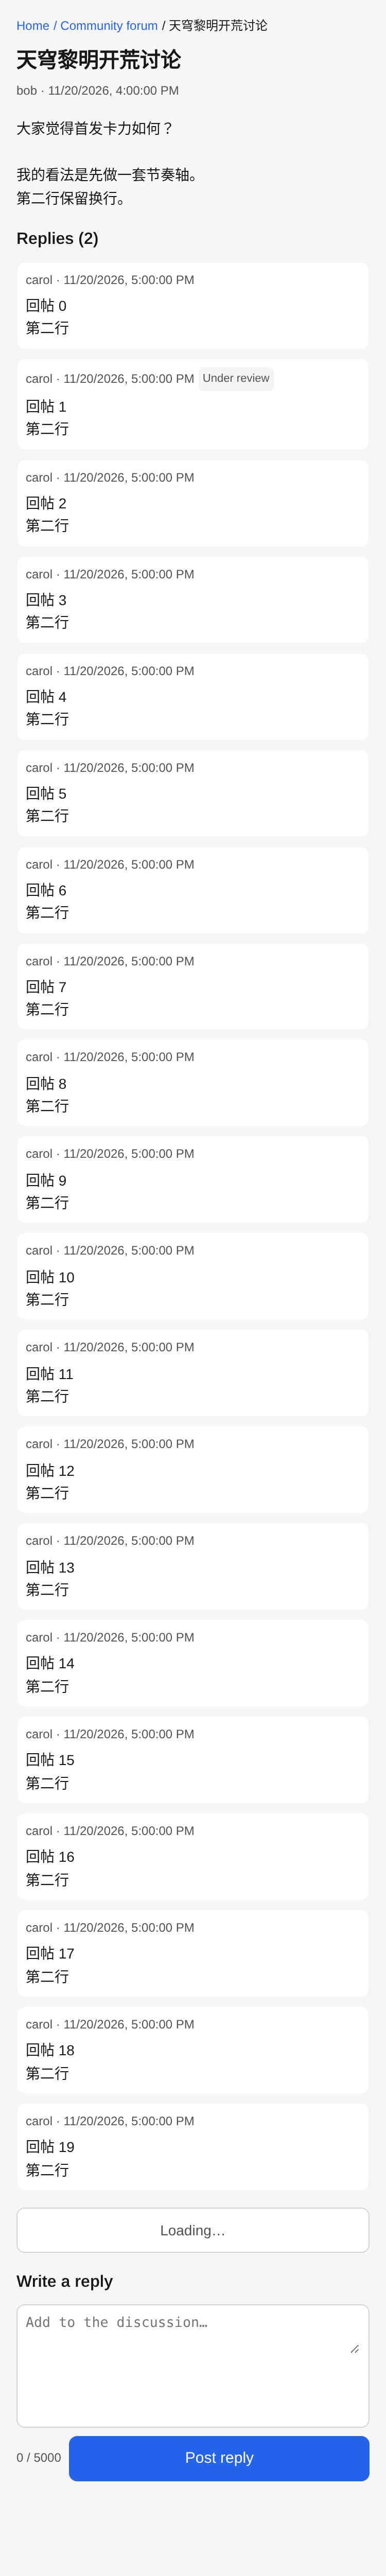 Home / Community forum / 天穹黎明开荒讨论
天穹黎明开荒讨论
bob · 11/20/2026, 4:00:00 PM
大家觉得首发卡力如何？
我的看法是先做一套节奏轴。
第二行保留换行。
Replies (2)
carol · 11/20/2026, 5:00:00 PM
回帖 0
第二行
carol · 11/20/2026, 5:00:00 PM Under review
回帖 1
第二行
carol · 11/20/2026, 5:00:00 PM
回帖 2
第二行
carol · 11/20/2026, 5:00:00 PM
回帖 3
第二行
carol · 11/20/2026, 5:00:00 PM
回帖 4
第二行
carol · 11/20/2026, 5:00:00 PM
回帖 5
第二行
carol · 11/20/2026, 5:00:00 PM
回帖 6
第二行
carol · 11/20/2026, 5:00:00 PM
回帖 7
第二行
carol · 11/20/2026, 5:00:00 PM
回帖 8
第二行
carol · 11/20/2026, 5:00:00 PM
回帖 9
第二行
carol · 11/20/2026, 5:00:00 PM
回帖 10
第二行
carol · 11/20/2026, 5:00:00 PM
回帖 11
第二行
carol · 11/20/2026, 5:00:00 PM
回帖 12
第二行
carol · 11/20/2026, 5:00:00 PM
回帖 13
第二行
carol · 11/20/2026, 5:00:00 PM
回帖 14
第二行
carol · 11/20/2026, 5:00:00 PM
回帖 15
第二行
carol · 11/20/2026, 5:00:00 PM
回帖 16
第二行
carol · 11/20/2026, 5:00:00 PM
回帖 17
第二行
carol · 11/20/2026, 5:00:00 PM
回帖 18
第二行
carol · 11/20/2026, 5:00:00 PM
回帖 19
第二行
Loading…
Write a reply
Add to the discussion…
0 / 5000 Post reply